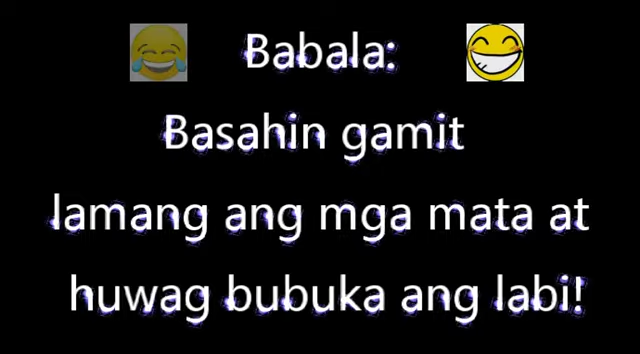 Babala:
Basahin gamit
lamang ang mga mata at
huwag bubuka ang labi!